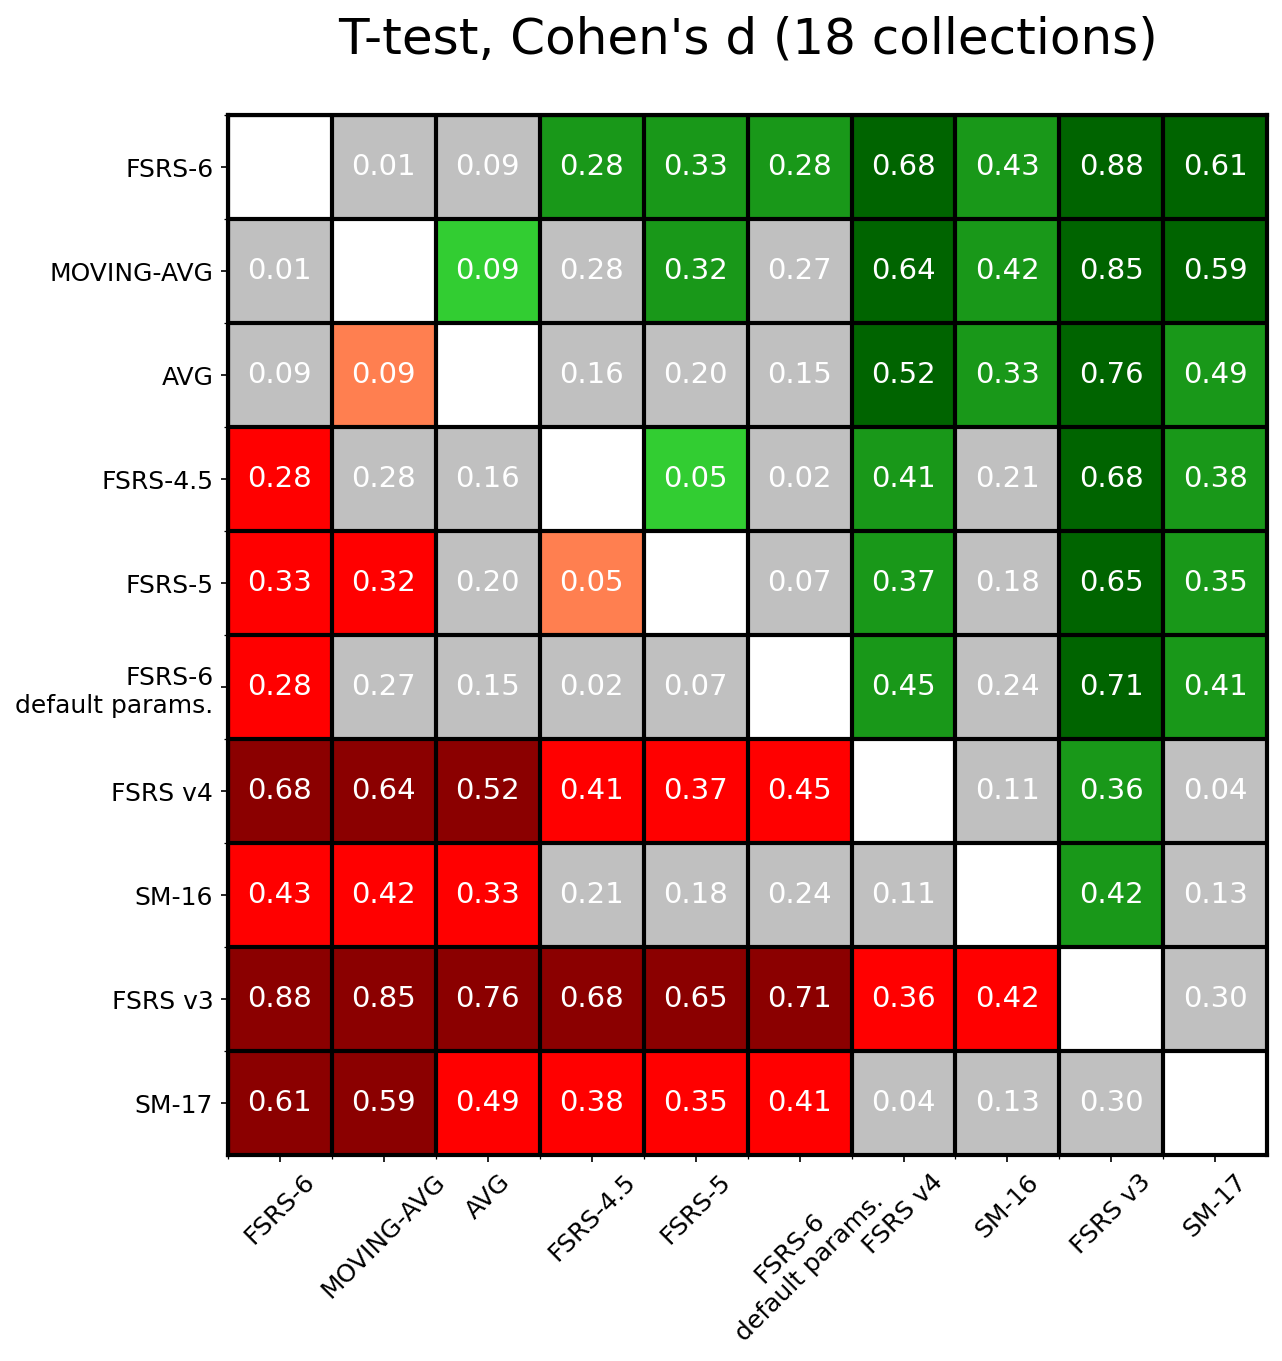 T-test, Cohen's d (18 collections)
FSRS-6 0.01 0.09 0.28 0.33 0.28 0.68 0.43 0.88 0.61
MOVING-AVG 0.01 0.09 0.28 0.32 0.27 0.64 0.42 0.85 0.59
AVG 0.09 0.09 0.16 0.20 0.15 0.52 0.33 0.76 0.49
FSRS-4.5 0.28 0.28 0.16 0.05 0.02 0.41 0.21 0.68 0.38
FSRS-5 0.33 0.32 0.20 0.05 0.07 0.37 0.18 0.65 0.35
FSRS-6
default params. 0.28 0.27 0.15 0.02 0.07 0.45 0.24 0.71 0.41
FSRS v4 0.68 0.64 0.52 0.41 0.37 0.45 0.11 0.36 0.04
SM-16 0.43 0.42 0.33 0.21 0.18 0.24 0.11 0.42 0.13
FSRS v3 0.88 0.85 0.76 0.68 0.65 0.71 0.36 0.42 0.30
SM-17 0.61 0.59 0.49 0.38 0.35 0.41 0.04 0.13 0.30
FSRS-6
MOVING-AVG
AVG
FSRS-4.5
FSRS-5
FSRS-6
default params.
FSRS v4
SM-16
FSRS v3
SM-17